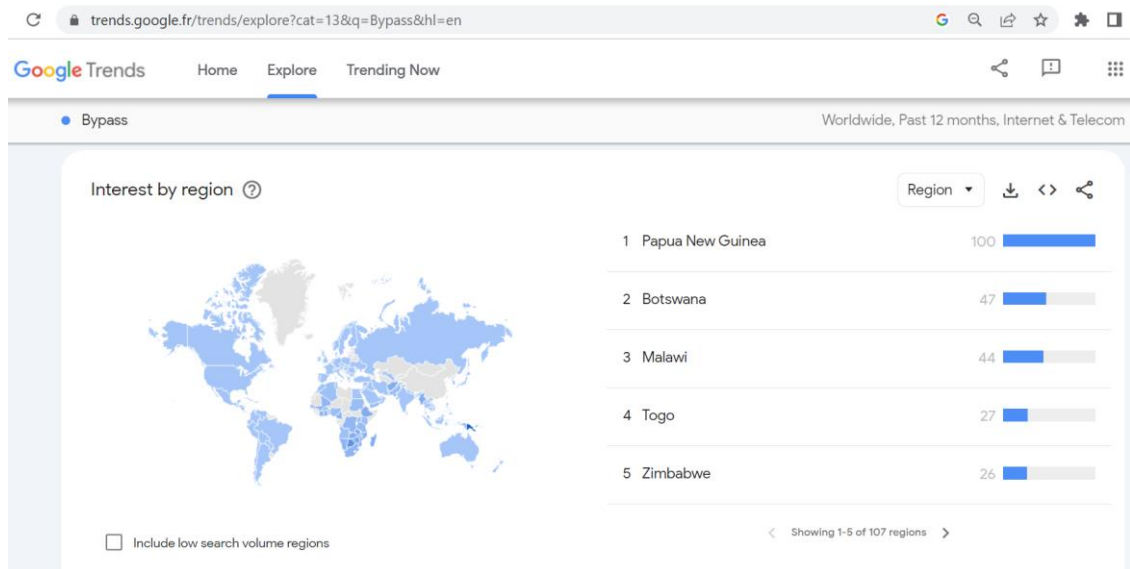 trends.google.fr/trends/explore?cat=13&q=Bypass&hl=en
Google Trends Home Explore Trending Now
Bypass Worldwide, Past 12 months, Internet & Telecom
Interest by region Region
1 Papua New Guinea 100
2 Botswana 47
3 Malawi 44
4 Togo 27
5 Zimbabwe 26
Include low search volume regions Showing 1-5 of 107 regions